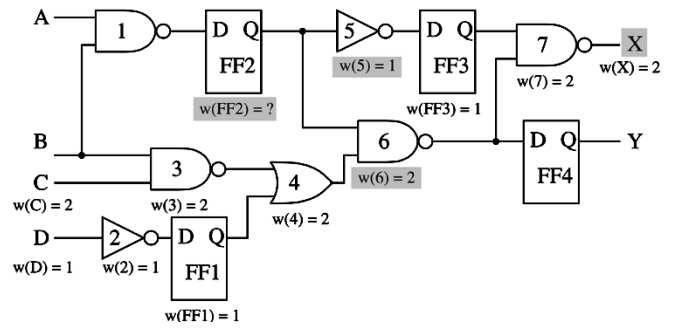 A
1
D Q
FF2
w(FF2) = ?
5
w(5) = 1
D Q
FF3
w(FF3) = 1
7
w(7) = 2
X
w(X) = 2
B
C
w(C) = 2
3
w(3) = 2
4
w(4) = 2
6
w(6) = 2
D Q
FF4
Y
D
w(D) = 1
2
w(2) = 1
D Q
FF1
w(FF1) = 1